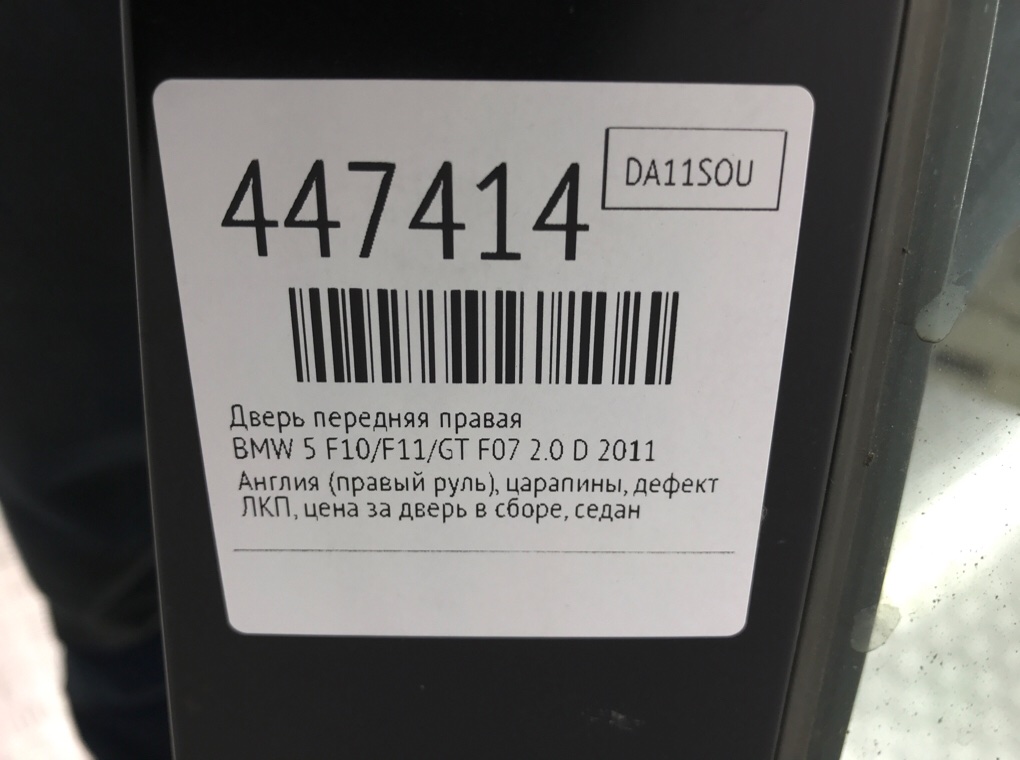 447414
DA11SOU
Дверь передняя правая
BMW 5 F10/F11/GT F07 2.0 D 2011
Англия (правый руль), царапины, дефект
ЛКП, цена за дверь в сборе, седан